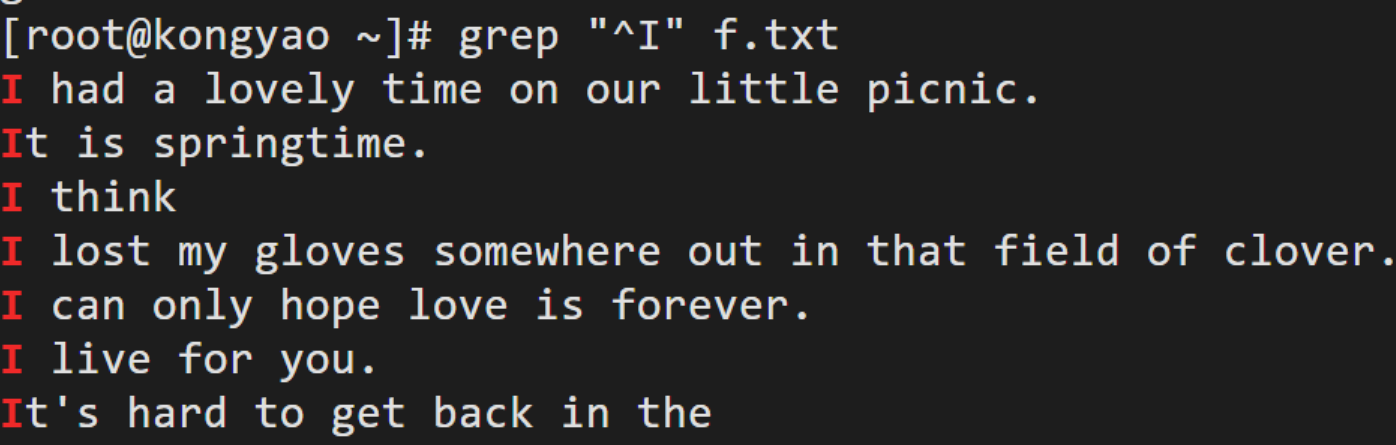 [root@kongyao ~]# grep "^I" f.txt
I had a lovely time on our little picnic.
It is springtime.
I think
I lost my gloves somewhere out in that field of clover.
I can only hope love is forever.
I live for you.
It's hard to get back in the